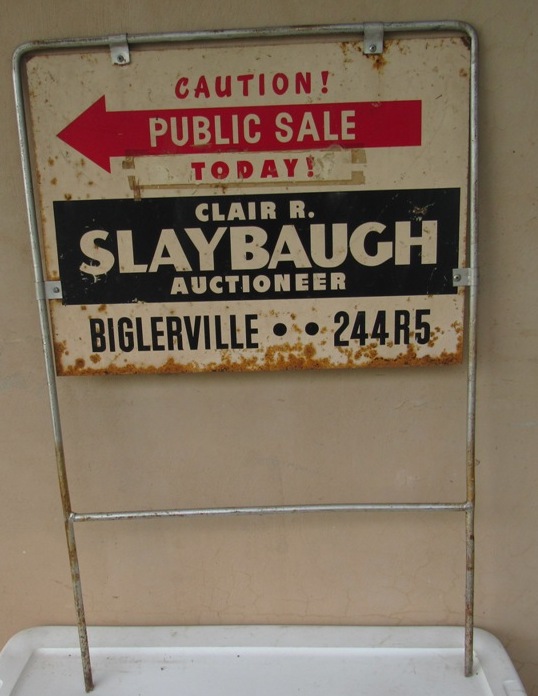 CAUTION!
PUBLIC SALE
TODAY!
CLAIR R.
SLAYBAUGH
AUCTIONEER
BIGLERVILLE •• 244R5